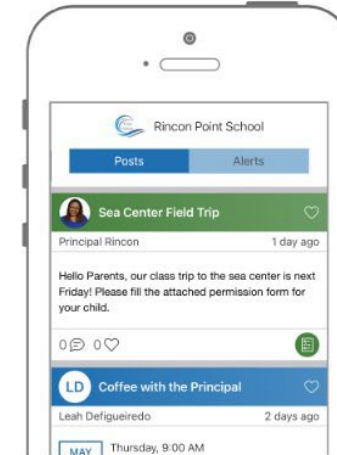 Rincon Point School
Posts Alerts
Sea Center Field Trip
Principal Rincon 1 day ago
Hello Parents, our class trip to the sea center is next
Friday! Please fill the attached permission form for
your child.
0 0
LD Coffee with the Principal
Leah Defigueiredo 2 days ago
MAY Thursday, 9:00 AM